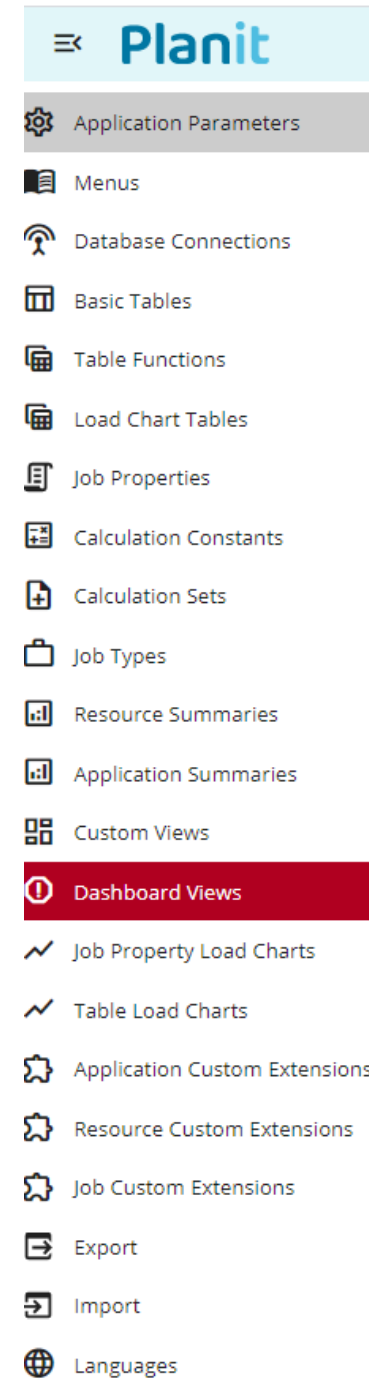 Planit
Application Parameters
Menus
Database Connections
Basic Tables
Table Functions
Load Chart Tables
Job Properties
Calculation Constants
Calculation Sets
Job Types
Resource Summaries
Application Summaries
Custom Views
Dashboard Views
Job Property Load Charts
Table Load Charts
Application Custom Extensions
Resource Custom Extensions
Job Custom Extensions
Export
Import
Languages